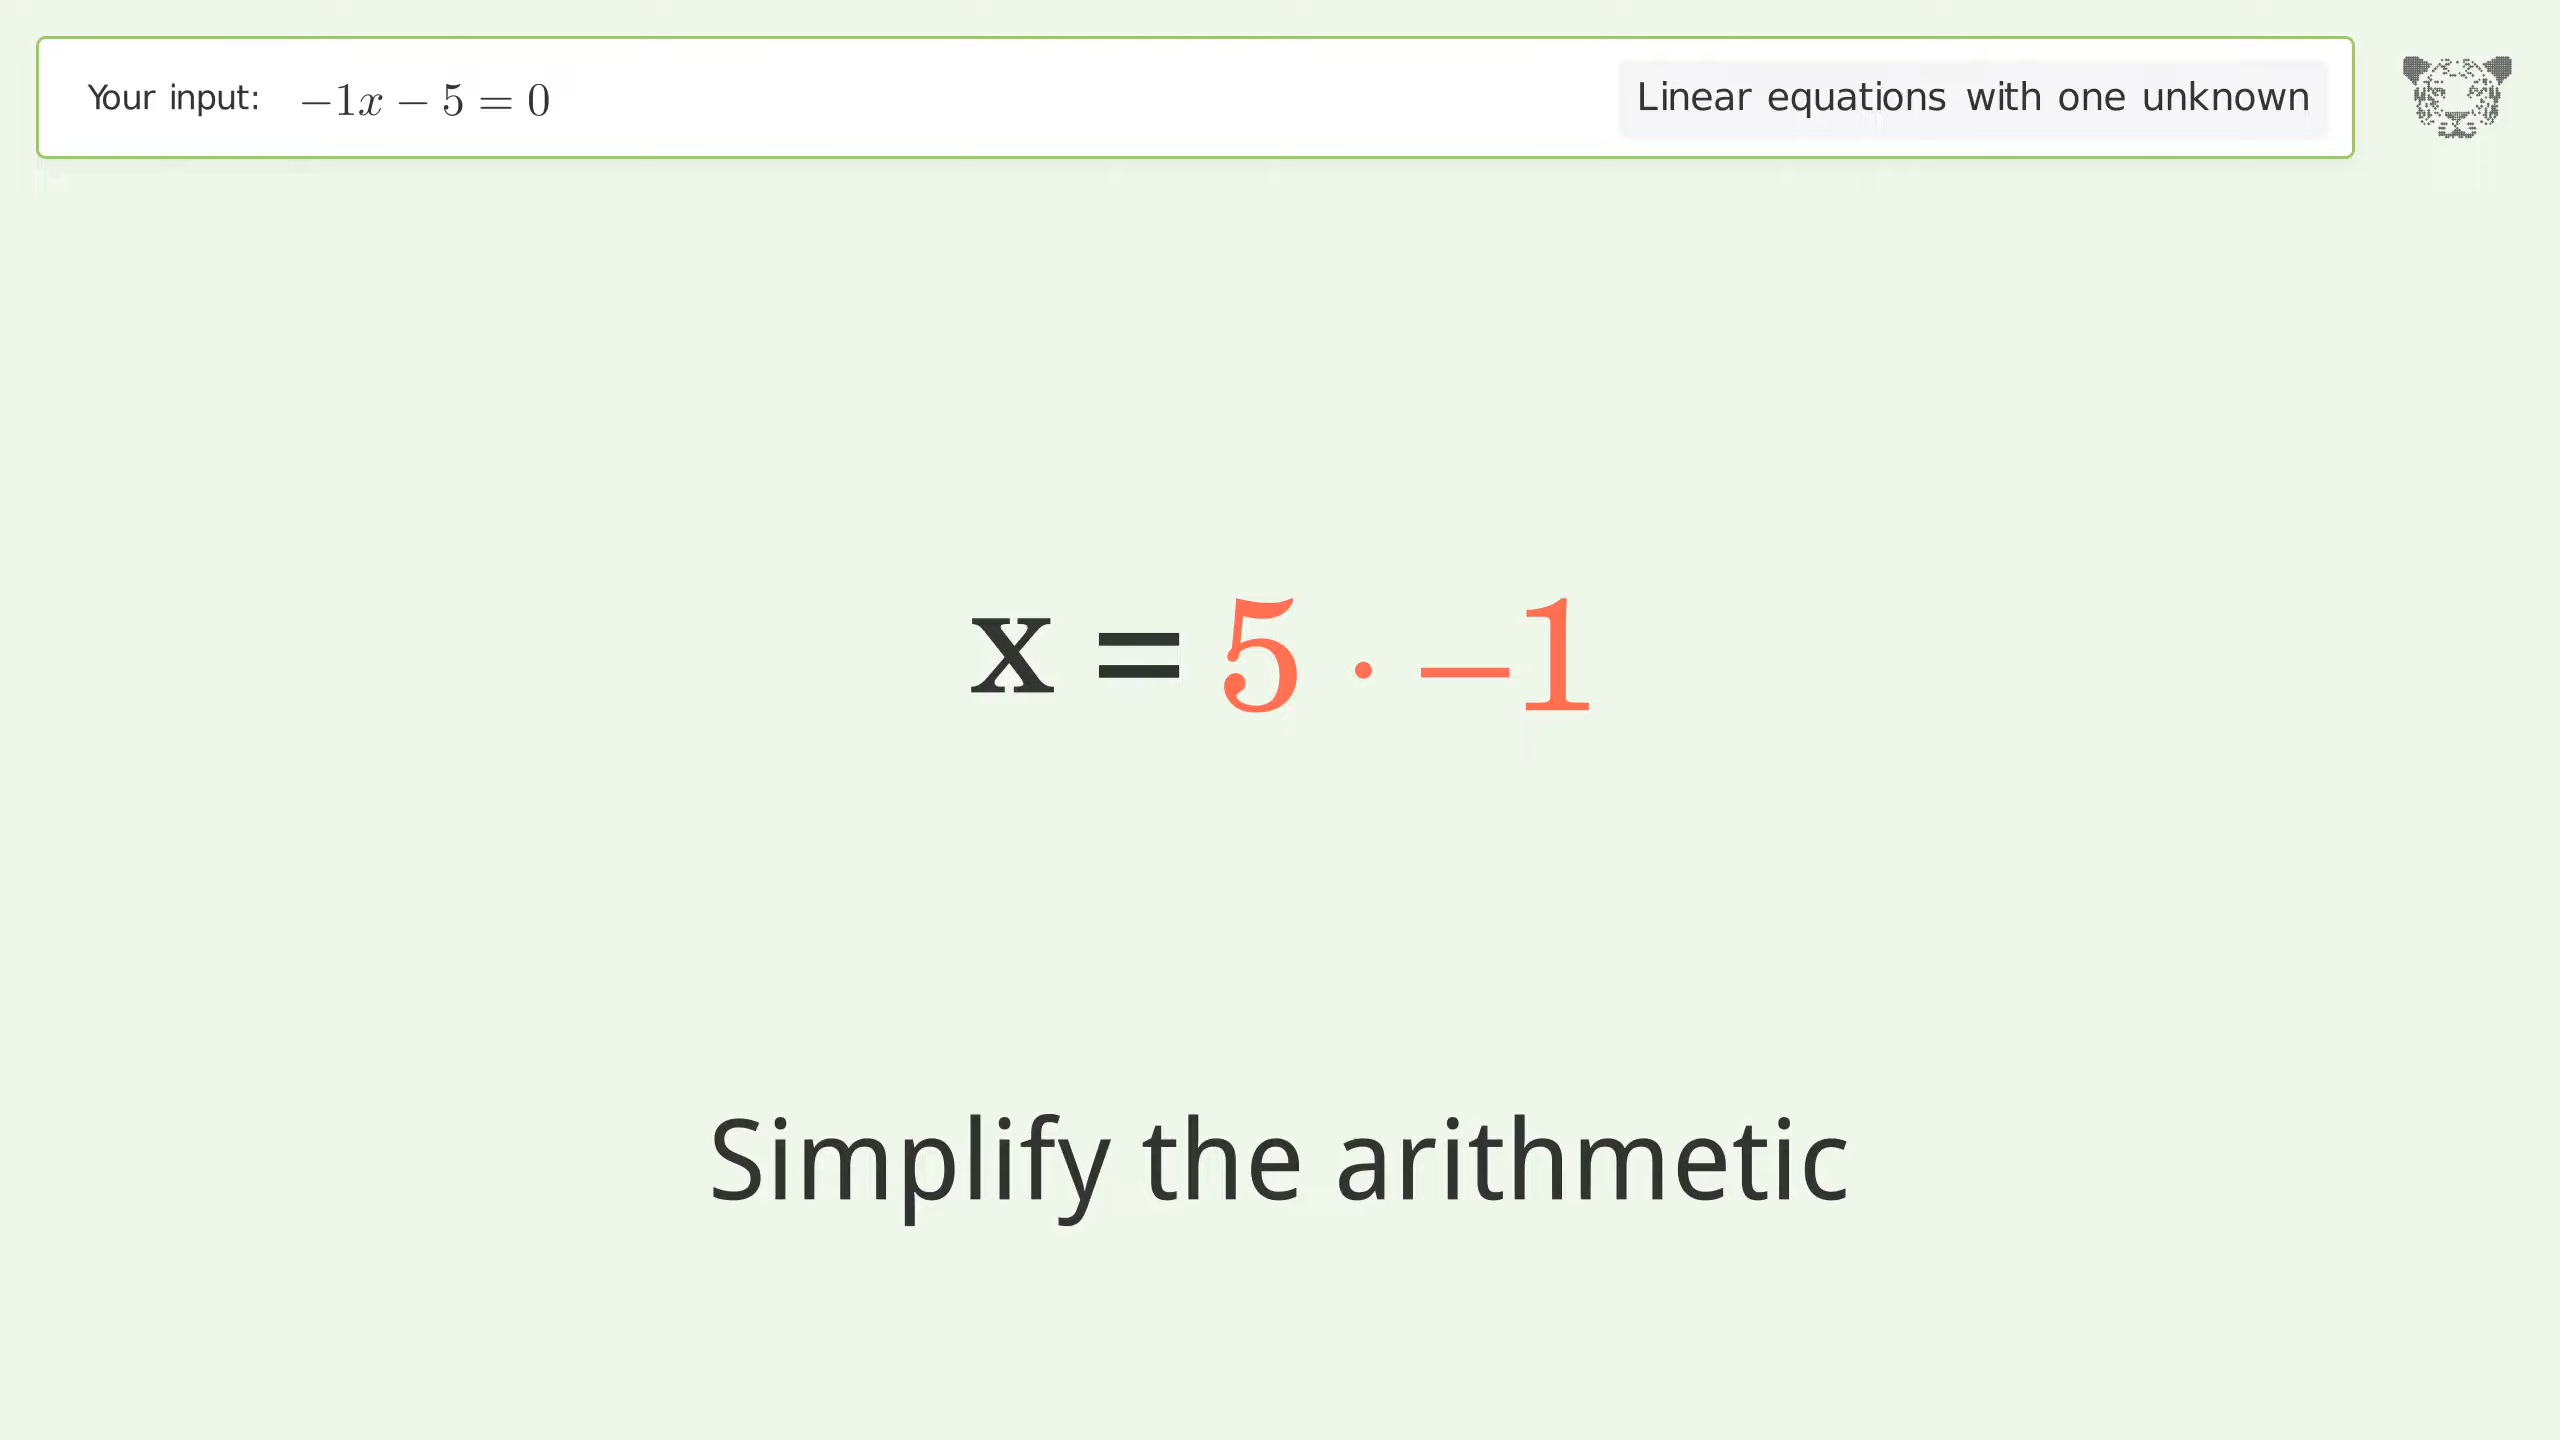 Your input: −1x − 5 = 0
Linear equations with one unknown
x = 5 · −1
Simplify the arithmetic